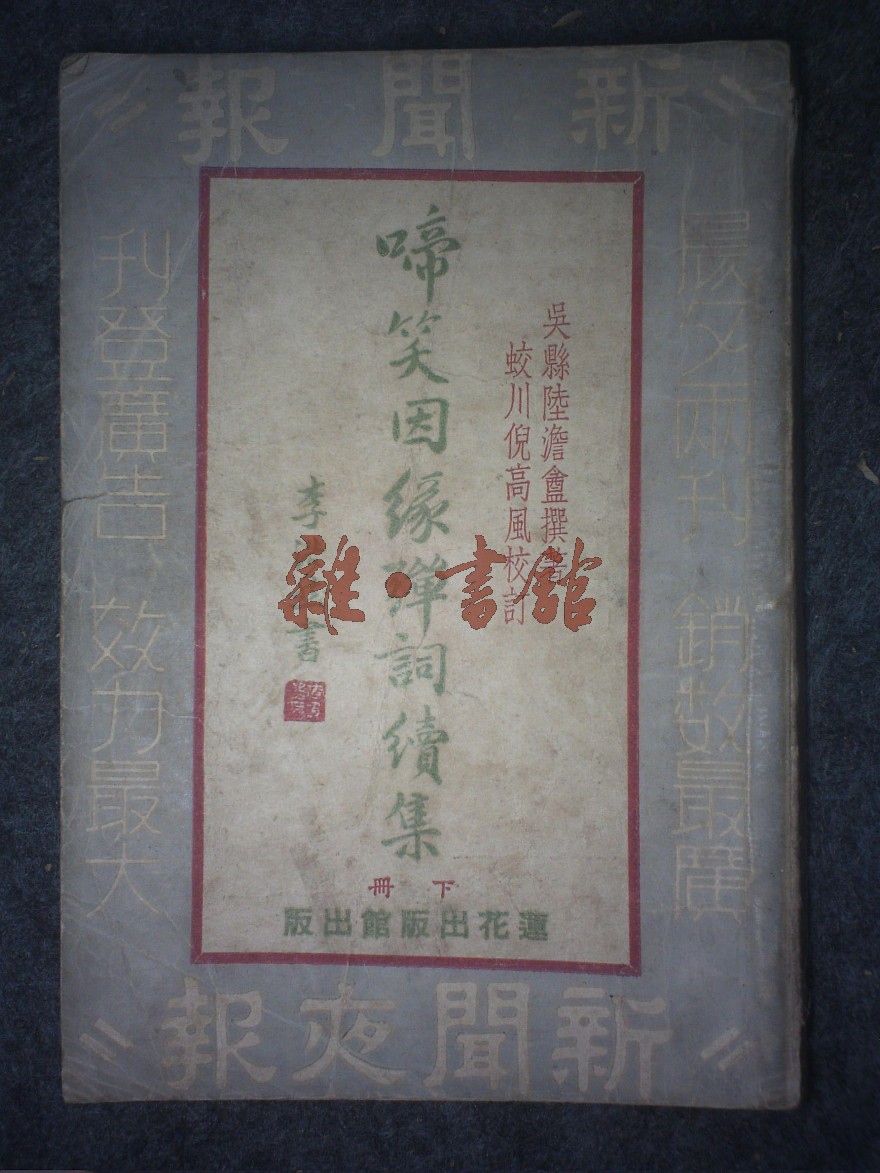 新聞報
晨夕兩刊 銷數最廣
吳縣陸澹盦撰著
蛟川倪高風校訂
啼笑因緣彈詞續集
李 書
下冊
蓮花出版館出版
刊登廣告 效力最大
新聞夜報
雜·書館